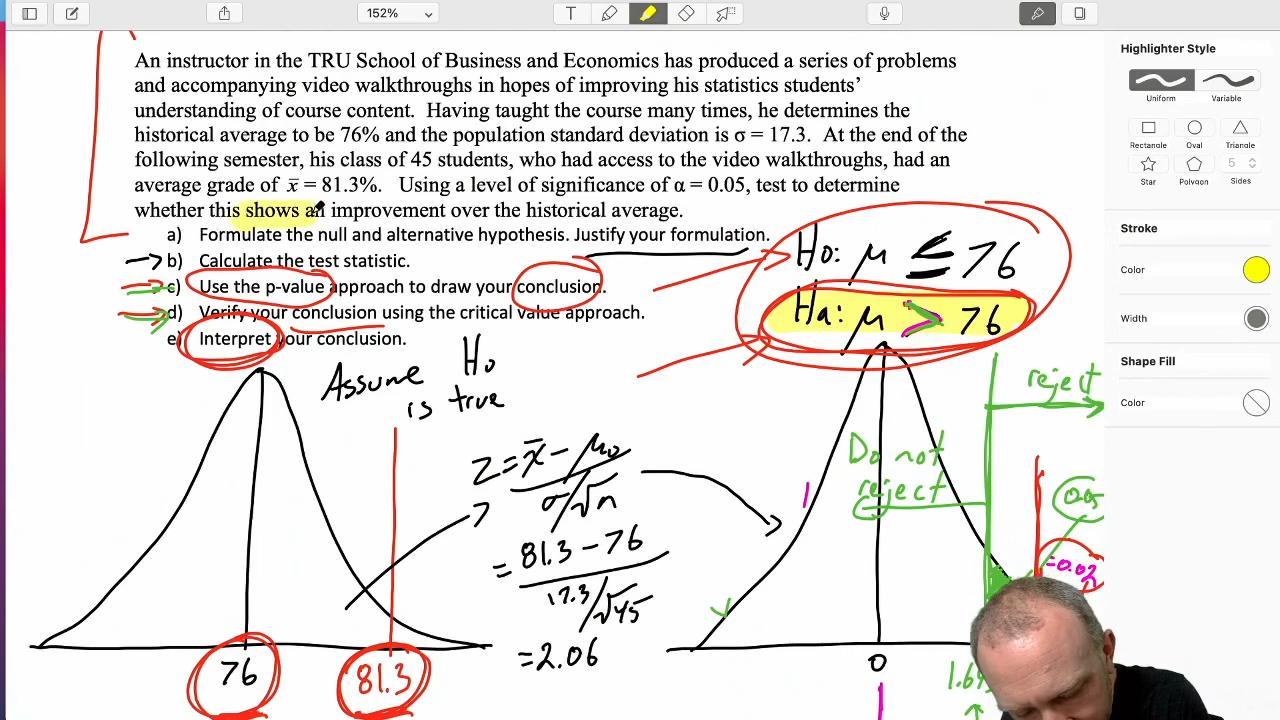 152%
T
Highlighter Style
Uniform
Variable
Rectangle
Oval
Triangle
Star
Polygon
5
Sides
Stroke
Color
Width
Shape Fill
Color
An instructor in the TRU School of Business and Economics has produced a series of problems
and accompanying video walkthroughs in hopes of improving his statistics students’
understanding of course content. Having taught the course many times, he determines the
historical average to be 76% and the population standard deviation is σ = 17.3. At the end of the
following semester, his class of 45 students, who had access to the video walkthroughs, had an
average grade of x̅ = 81.3%. Using a level of significance of α = 0.05, test to determine
whether this shows an improvement over the historical average.
a) Formulate the null and alternative hypothesis. Justify your formulation.
b) Calculate the test statistic.
c) Use the p-value approach to draw your conclusion.
d) Verify your conclusion using the critical value approach.
e) Interpret your conclusion.
Ho: μ ≤ 76
Ha: μ > 76
Assume Ho
is true
76
81.3
z = x̅ - μ0
σ/√n
= 81.3 - 76
17.3/√45
= 2.06
Do not
reject
reject
0.05
=0.02
0